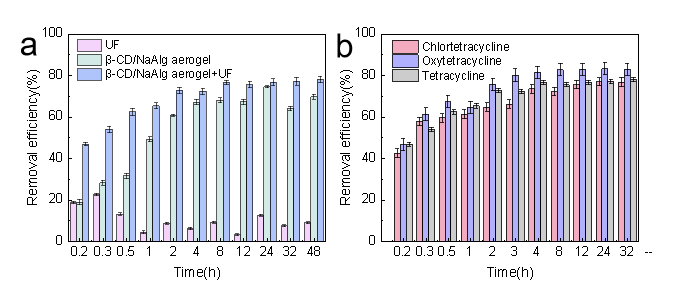 a
UF
β-CD/NaAlg aerogel
β-CD/NaAlg aerogel+UF
Removal efficiency(%)
100
80
60
40
20
0
0.2 0.3 0.5 1 2 4 8 12 24 32 48
Time(h)
b
Chlortetracycline
Oxytetracycline
Tetracycline
Removal efficiency(%)
100
80
60
40
20
0
0.2 0.3 0.5 1 2 3 4 8 12 24 32 --
Time(h)